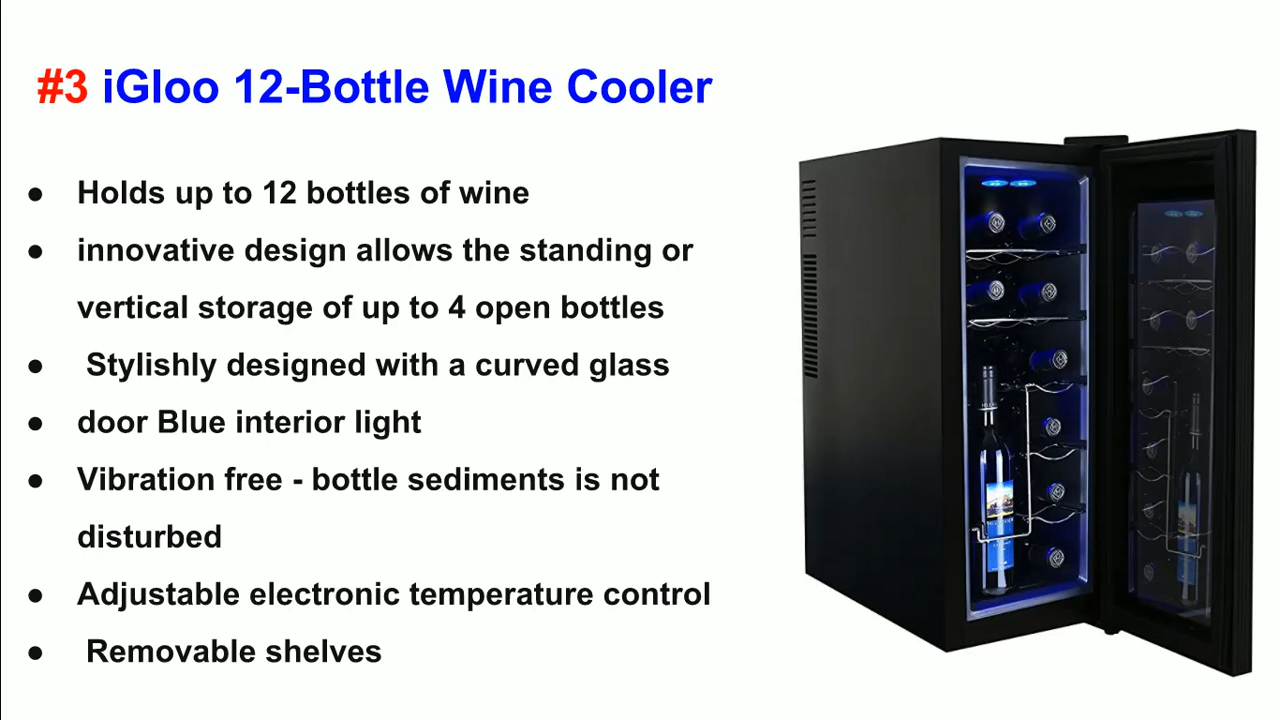 #3 iGloo 12-Bottle Wine Cooler
● Holds up to 12 bottles of wine
● innovative design allows the standing or
vertical storage of up to 4 open bottles
● Stylishly designed with a curved glass
● door Blue interior light
● Vibration free - bottle sediments is not
disturbed
● Adjustable electronic temperature control
● Removable shelves